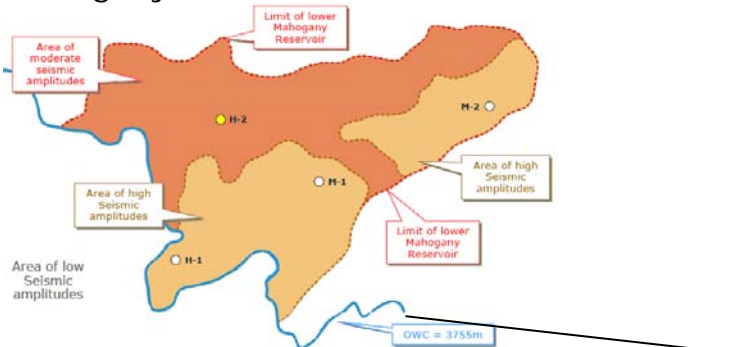 Limit of lower
Mahogany
Reservoir
Area of
moderate
seismic
amplitudes
M-2
H-2
Area of high
Seismic
amplitudes
M-1
Area of high
Seismic
amplitudes
Limit of lower
Mahogany
Reservoir
H-1
Area of low
Seismic
amplitudes
OWC = 3755m